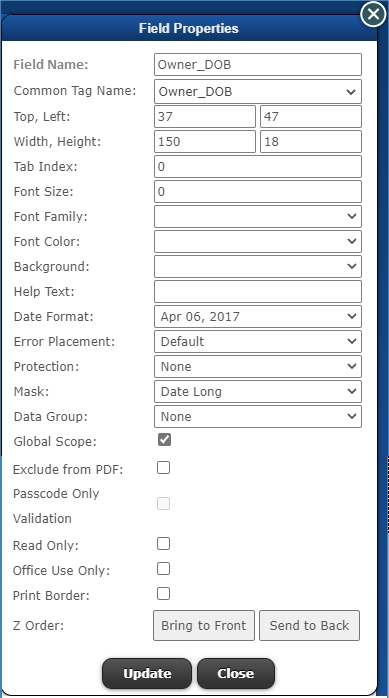 Field Properties
Field Name: Owner_DOB
Common Tag Name: Owner_DOB
Top, Left: 37 47
Width, Height: 150 18
Tab Index: 0
Font Size: 0
Font Family:
Font Color:
Background:
Help Text:
Date Format: Apr 06, 2017
Error Placement: Default
Protection: None
Mask: Date Long
Data Group: None
Global Scope:
Exclude from PDF:
Passcode Only
Validation
Read Only:
Office Use Only:
Print Border:
Z Order: Bring to Front Send to Back
Update Close